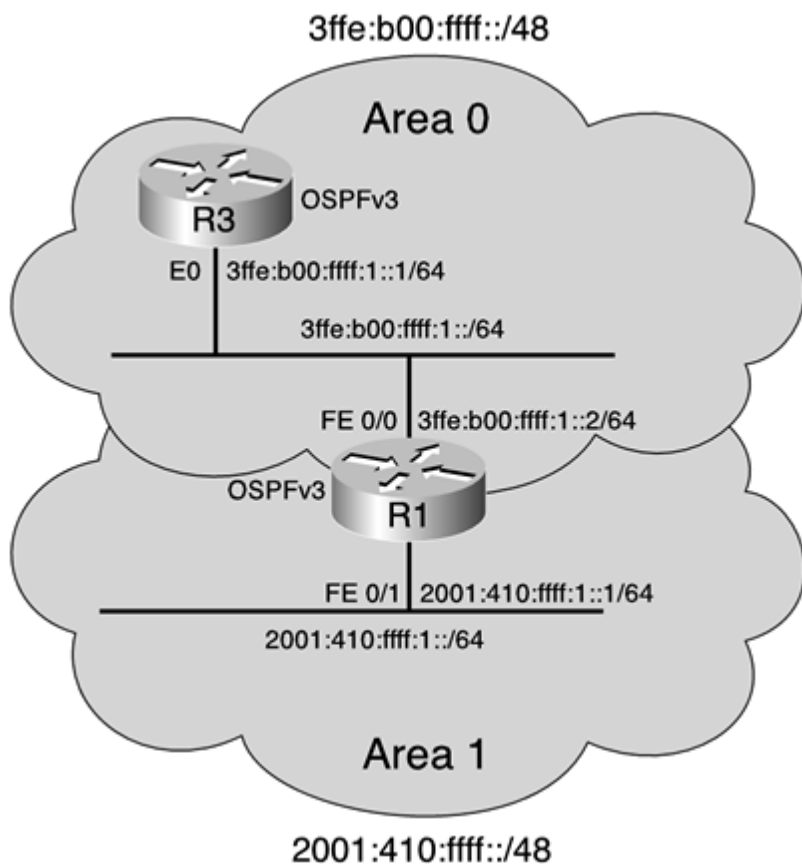 3ffe:b00:ffff::/48
Area 0
R3
OSPFv3
E0
3ffe:b00:ffff:1::1/64
3ffe:b00:ffff:1::/64
FE 0/0
3ffe:b00:ffff:1::2/64
OSPFv3
R1
FE 0/1
2001:410:ffff:1::1/64
2001:410:ffff:1::/64
Area 1
2001:410:ffff::/48